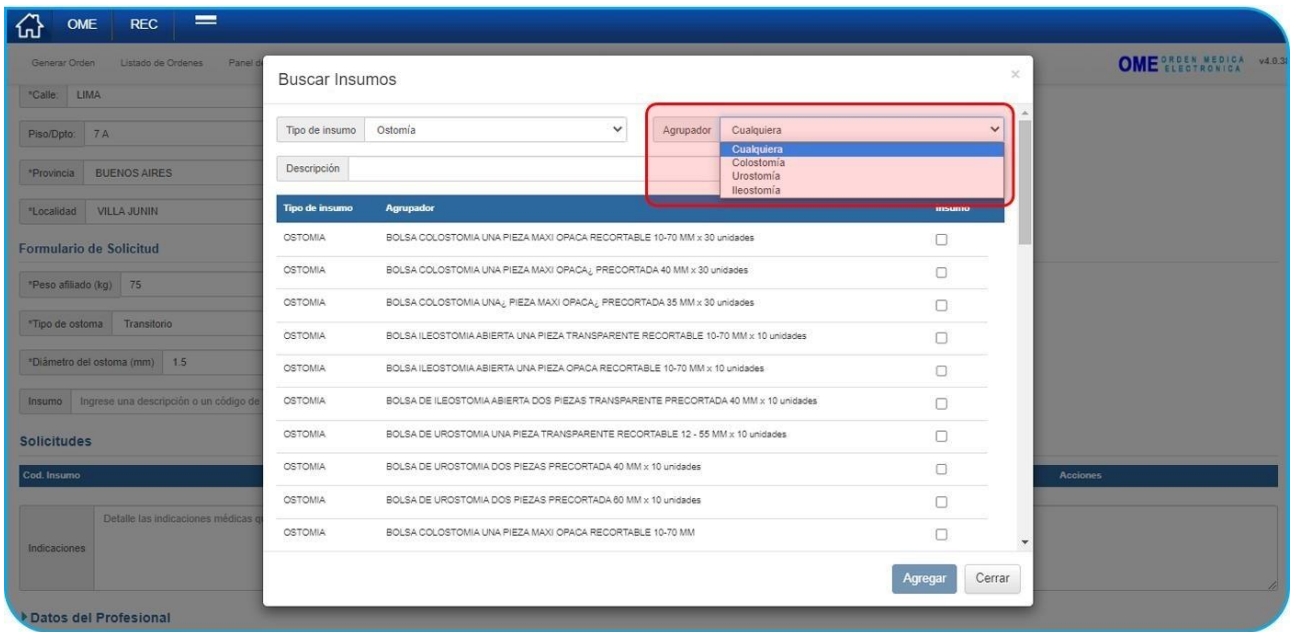 OME REC
Generar Orden Listado de Ordenes Panel
OME ORDEN MEDICA ELECTRONICA v4.0.38
*Calle: LIMA
Piso/Dpto: 7 A
*Provincia BUENOS AIRES
*Localidad VILLA JUNIN
Formulario de Solicitud
*Peso afiliado (kg) 75
*Tipo de ostoma Transitorio
*Diámetro del ostoma (mm) 1.5
Insumo Ingrese una descripción o un código de
Solicitudes
Cod. Insumo Acciones
Indicaciones Detalle las indicaciones médicas
Datos del Profesional
Buscar Insumos ×
Tipo de insumo Ostomía Agrupador Cualquiera
Cualquiera
Colostomía
Urostomía
Ileostomía
Descripción
Tipo de insumo Agrupador Insumo
OSTOMIA BOLSA COLOSTOMIA UNA PIEZA MAXI OPACA RECORTABLE 10-70 MM x 30 unidades
OSTOMIA BOLSA COLOSTOMIA UNA PIEZA MAXI OPACA¿ PRECORTADA 40 MM x 30 unidades
OSTOMIA BOLSA COLOSTOMIA UNA¿ PIEZA MAXI OPACA¿ PRECORTADA 35 MM x 30 unidades
OSTOMIA BOLSA ILEOSTOMIA ABIERTA UNA PIEZA TRANSPARENTE RECORTABLE 10-70 MM x 10 unidades
OSTOMIA BOLSA ILEOSTOMIA ABIERTA UNA PIEZA OPACA RECORTABLE 10-70 MM x 10 unidades
OSTOMIA BOLSA DE ILEOSTOMIA ABIERTA DOS PIEZAS TRANSPARENTE PRECORTADA 40 MM x 10 unidades
OSTOMIA BOLSA DE UROSTOMIA UNA PIEZA TRANSPARENTE RECORTABLE 12 - 55 MM x 10 unidades
OSTOMIA BOLSA DE UROSTOMIA DOS PIEZAS PRECORTADA 40 MM x 10 unidades
OSTOMIA BOLSA DE UROSTOMIA DOS PIEZAS PRECORTADA 60 MM x 10 unidades
OSTOMIA BOLSA COLOSTOMIA UNA PIEZA MAXI OPACA RECORTABLE 10-70 MM
Agregar Cerrar